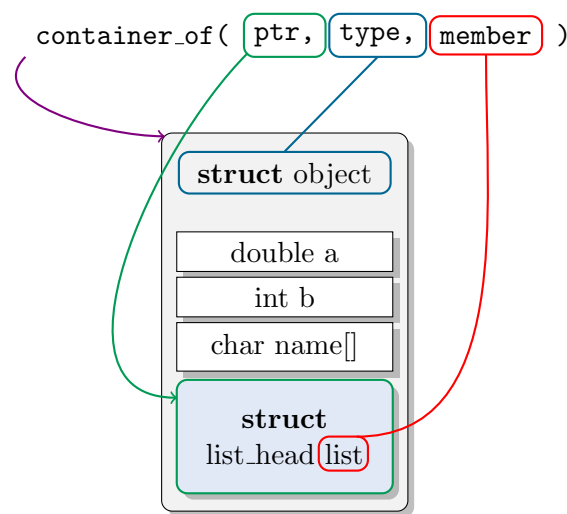 container_of( ptr, type, member )
struct object
double a
int b
char name[]
struct
list_head list